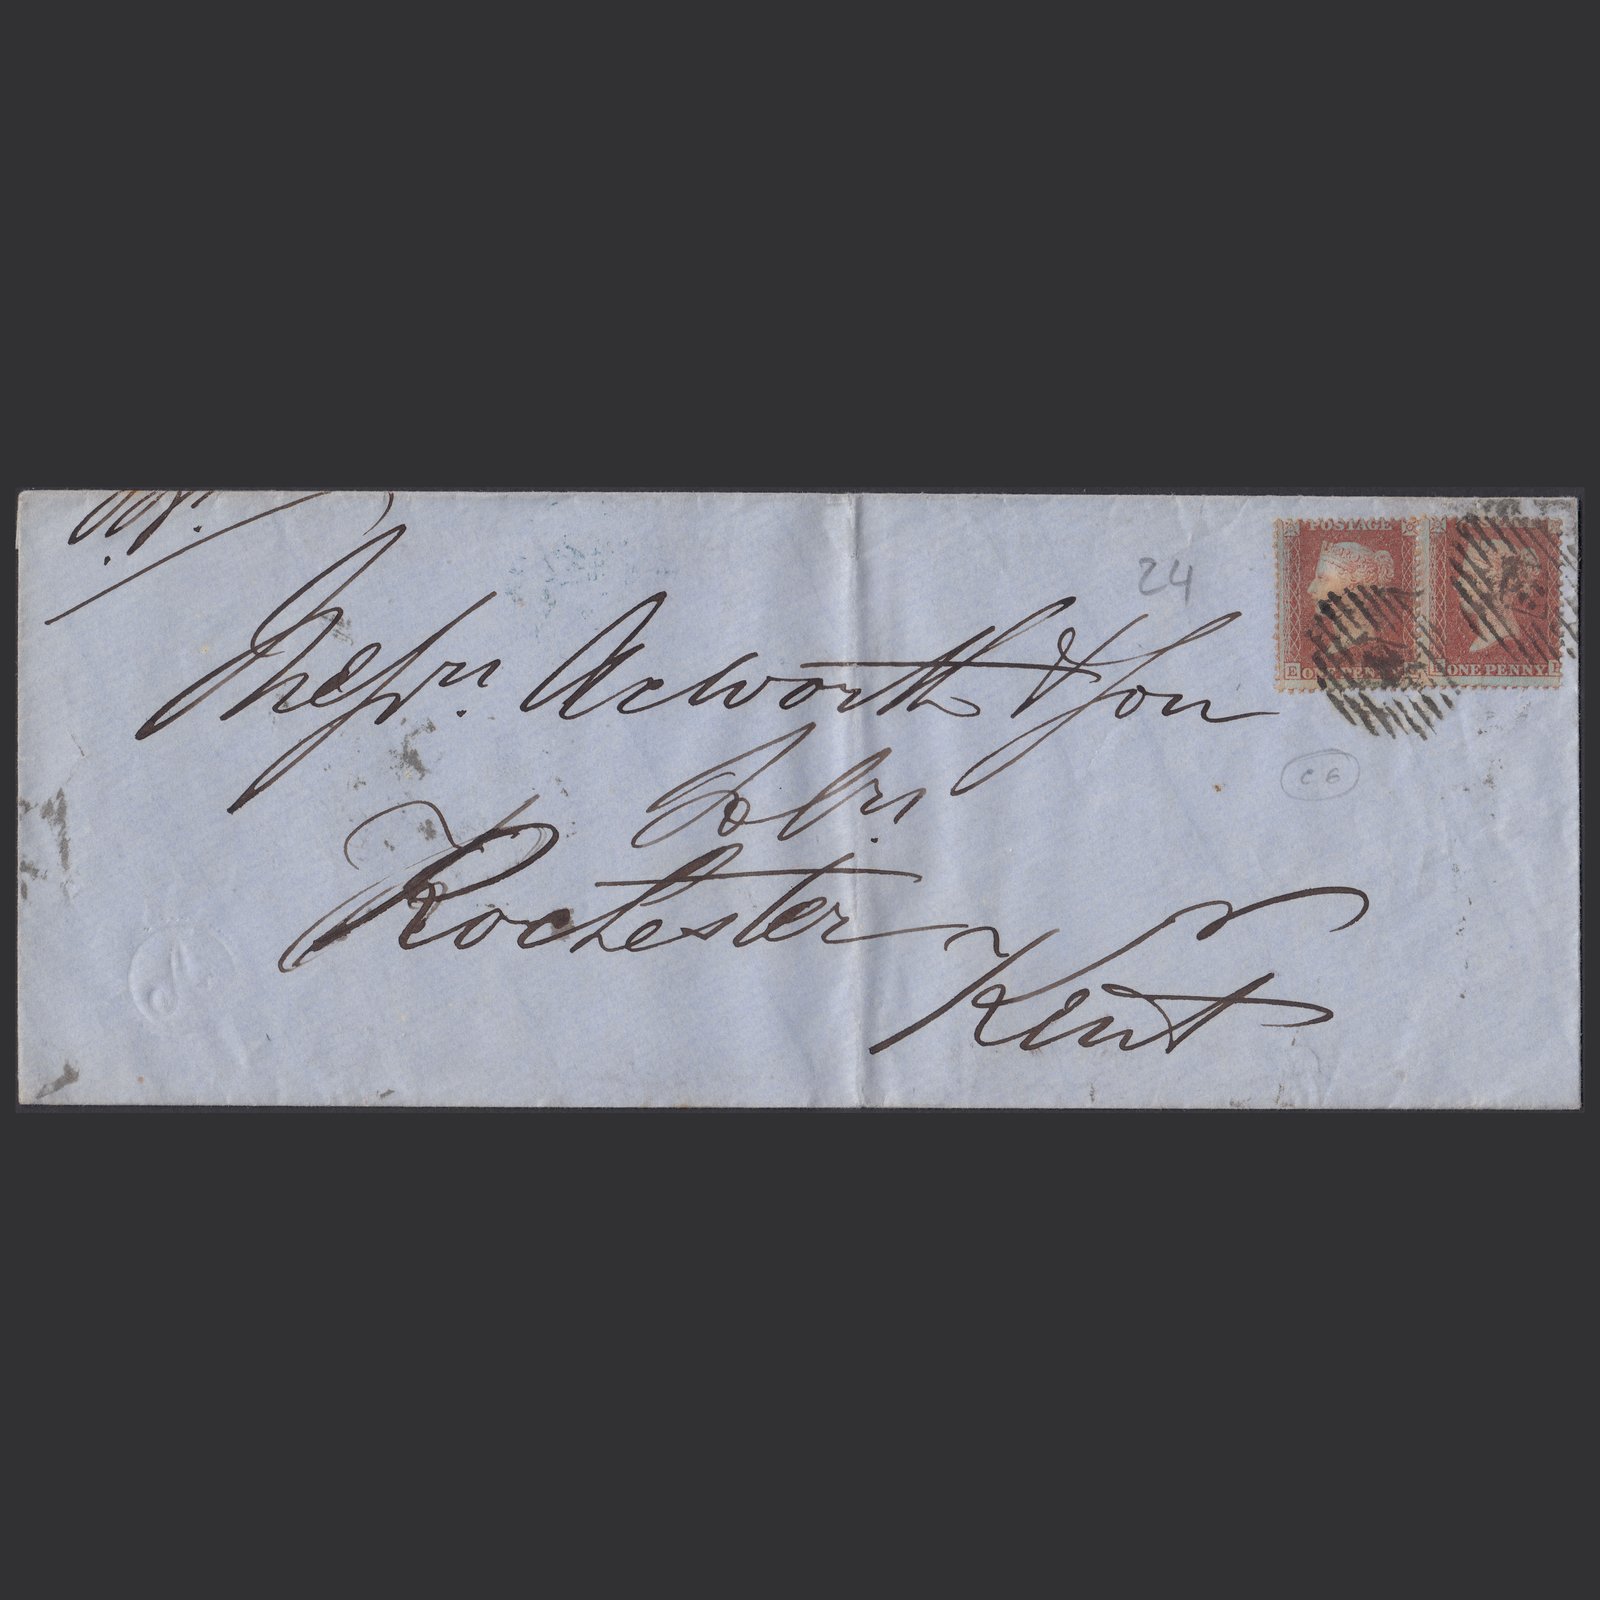 Messrs. Acworth & Son
24
Solrs.
Rochester
Kent
C6
POSTAGE
E ONE PENNY
ONE PENNY